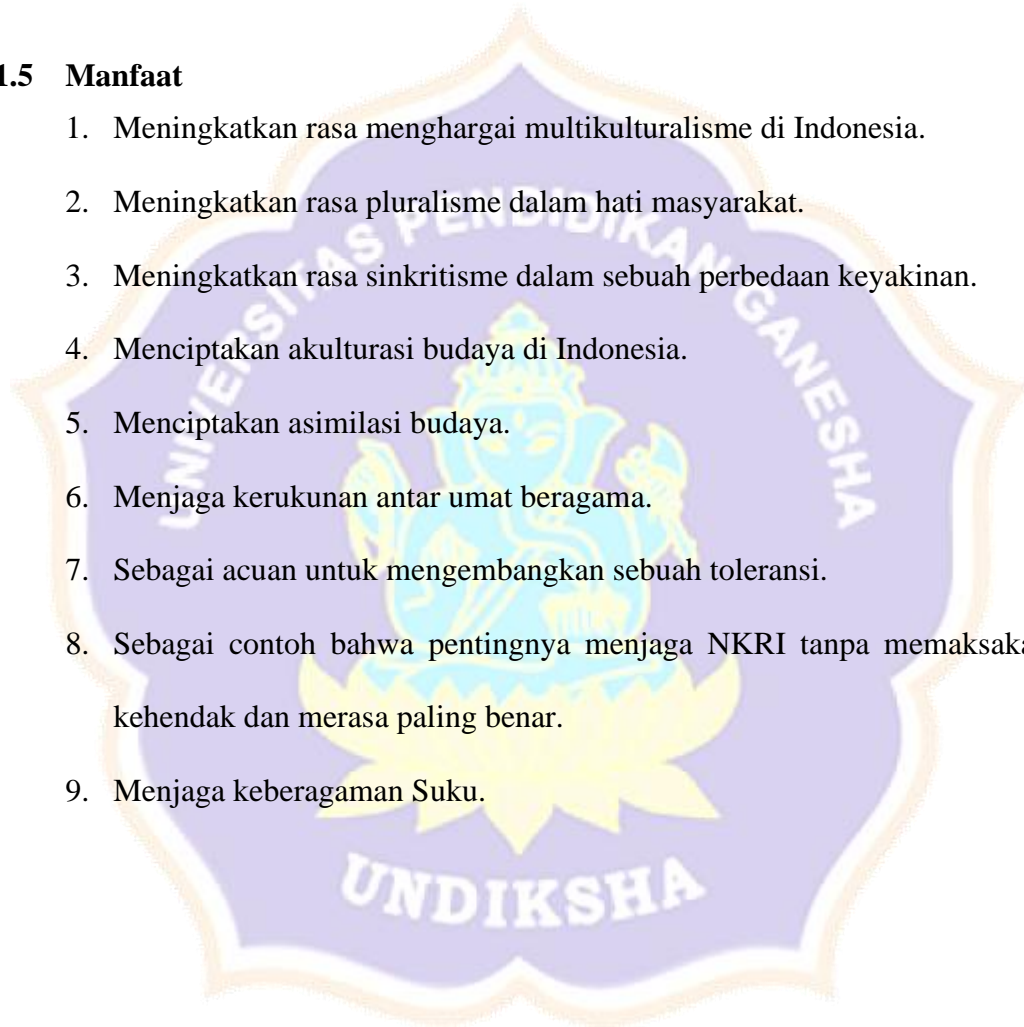 1.5 Manfaat
1. Meningkatkan rasa menghargai multikulturalisme di Indonesia.
2. Meningkatkan rasa pluralisme dalam hati masyarakat.
3. Meningkatkan rasa sinkritisme dalam sebuah perbedaan keyakinan.
4. Menciptakan akulturasi budaya di Indonesia.
5. Menciptakan asimilasi budaya.
6. Menjaga kerukunan antar umat beragama.
7. Sebagai acuan untuk mengembangkan sebuah toleransi.
8. Sebagai contoh bahwa pentingnya menjaga NKRI tanpa memaksaka
kehendak dan merasa paling benar.
9. Menjaga keberagaman Suku.
UNIVERSITAS PENDIDIKAN GANESHA
UNDIKSHA